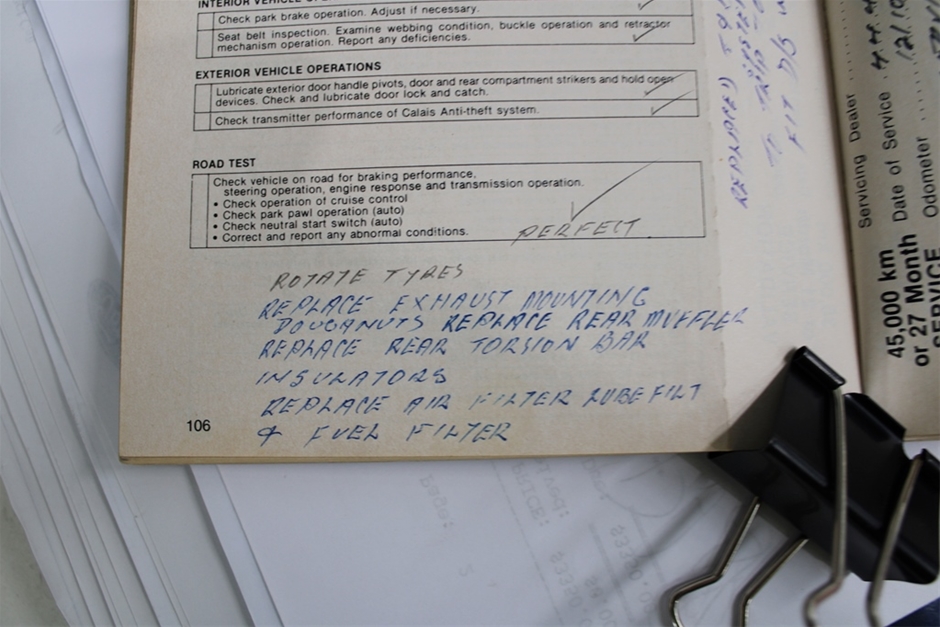 INTERIOR VEHICLE
Check park brake operation. Adjust if necessary.
Seat belt inspection. Examine webbing condition, buckle operation and retractor
mechanism operation. Report any deficiencies.
EXTERIOR VEHICLE OPERATIONS
Lubricate exterior door handle pivots, door and rear compartment strikers and hold open
devices. Check and lubricate door lock and catch.
Check transmitter performance of Calais Anti-theft system.
ROAD TEST
Check vehicle on road for braking performance,
steering operation, engine response and transmission operation.
• Check operation of cruise control
• Check park pawl operation (auto)
• Check neutral start switch (auto)
• Correct and report any abnormal conditions.
PERFECT
ROTATE TYRES
REPLACE EXHAUST MOUNTING
DOUGANUTS REPLACE REAR MUFFLER
REPLACE REAR TORSION BAR
INSULATORS
REPLACE AIR FILTER LUBE FILT
& FUEL FILTER
106
KIT D/S
45,000 km
or 27 Month
SERVICE
Servicing Dealer
Date of Service
Odometer
Page:
PRICE: